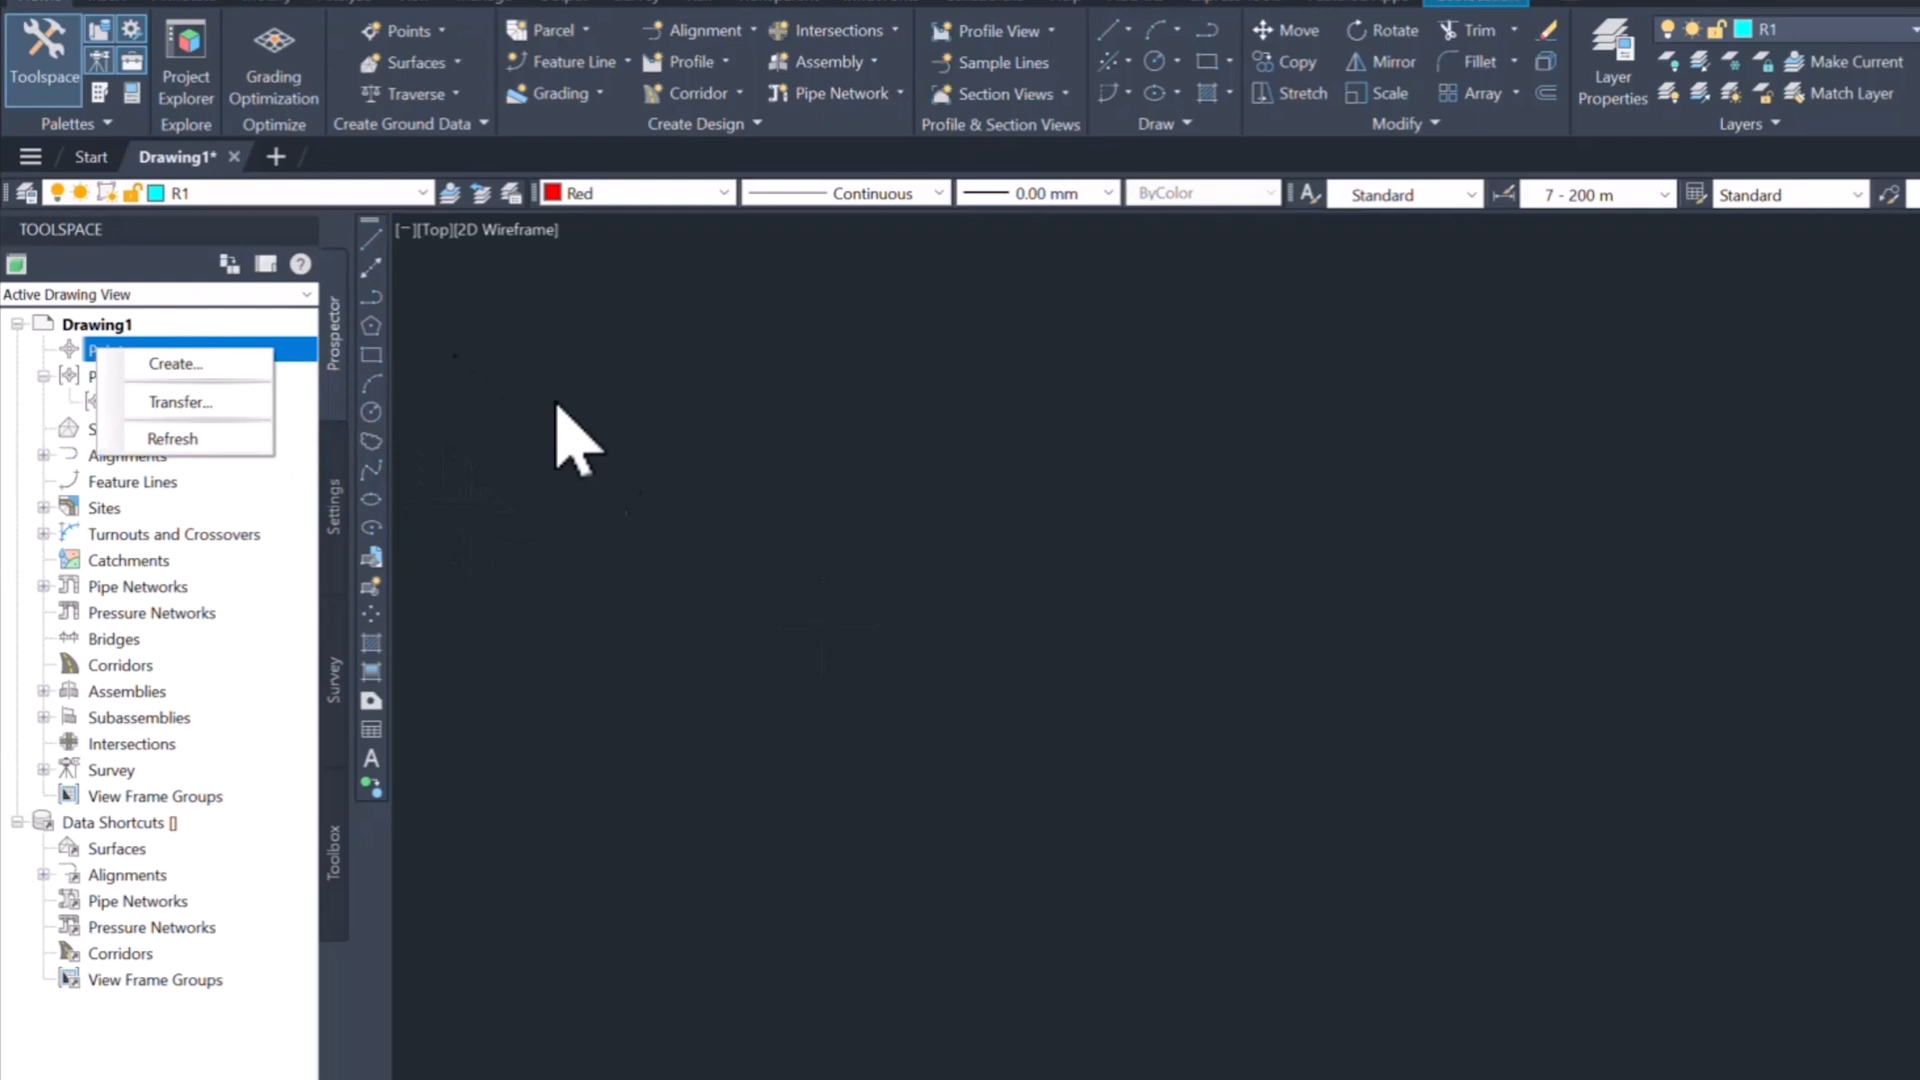 Points
Parcel
Alignment
Intersections
Profile View
Move
Rotate
Trim
R1
Toolspace
Project Explorer
Grading Optimization
Surfaces
Feature Line
Profile
Assembly
Sample Lines
Copy
Mirror
Fillet
Layer Properties
Make Current
Traverse
Grading
Corridor
Pipe Network
Section Views
Stretch
Scale
Array
Match Layer
Palettes
Explore
Optimize
Create Ground Data
Create Design
Profile & Section Views
Draw
Modify
Layers
Start
Drawing1*
R1
Red
Continuous
0.00 mm
ByColor
Standard
7 - 200 m
Standard
TOOLSPACE
[−][Top][2D Wireframe]
Active Drawing View
Drawing1
Create...
Transfer...
Refresh
Alignments
Feature Lines
Sites
Turnouts and Crossovers
Catchments
Pipe Networks
Pressure Networks
Bridges
Corridors
Assemblies
Subassemblies
Intersections
Survey
View Frame Groups
Data Shortcuts []
Surfaces
Alignments
Pipe Networks
Pressure Networks
Corridors
View Frame Groups
Prospector
Settings
Survey
Toolbox